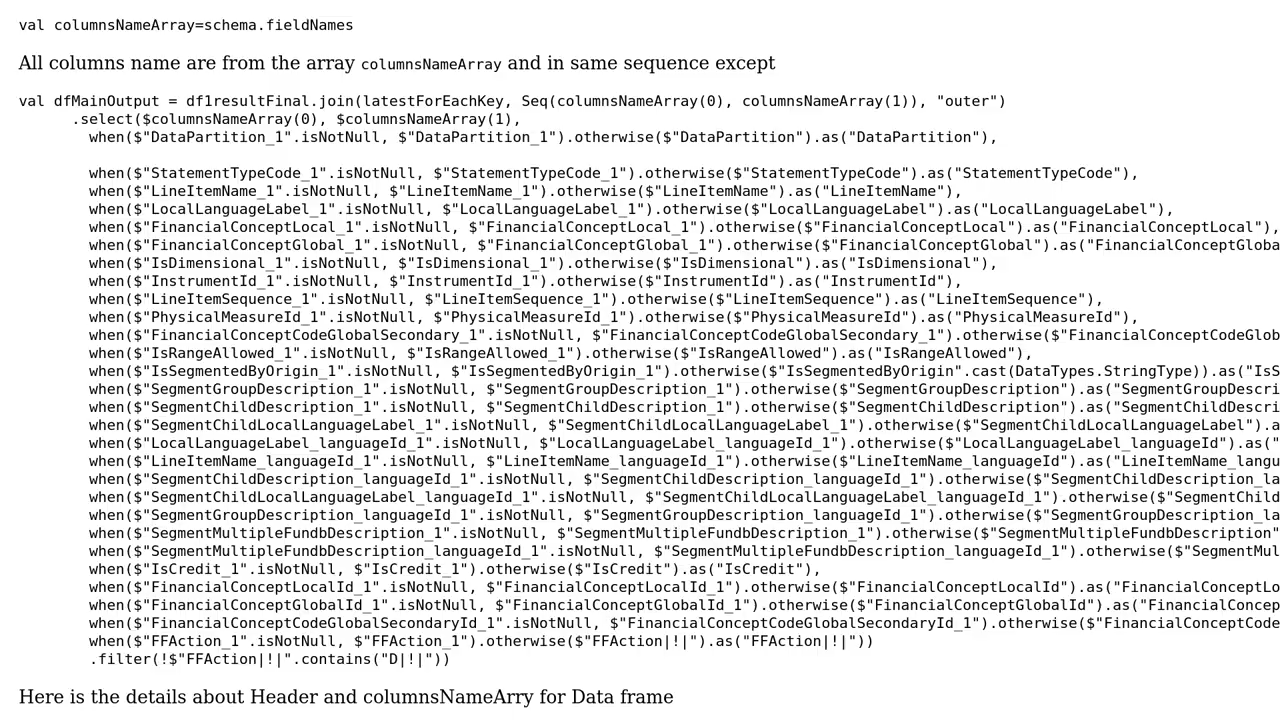 val columnsNameArray=schema.fieldNames
All columns name are from the array columnsNameArray and in same sequence except
val dfMainOutput = df1resultFinal.join(latestForEachKey, Seq(columnsNameArray(0), columnsNameArray(1)), "outer")
.select($columnsNameArray(0), $columnsNameArray(1),
when($"DataPartition_1".isNotNull, $"DataPartition_1").otherwise($"DataPartition").as("DataPartition"),
when($"StatementTypeCode_1".isNotNull, $"StatementTypeCode_1").otherwise($"StatementTypeCode").as("StatementTypeCode"),
when($"LineItemName_1".isNotNull, $"LineItemName_1").otherwise($"LineItemName").as("LineItemName"),
when($"LocalLanguageLabel_1".isNotNull, $"LocalLanguageLabel_1").otherwise($"LocalLanguageLabel").as("LocalLanguageLabel"),
when($"FinancialConceptLocal_1".isNotNull, $"FinancialConceptLocal_1").otherwise($"FinancialConceptLocal").as("FinancialConceptLocal"),
when($"FinancialConceptGlobal_1".isNotNull, $"FinancialConceptGlobal_1").otherwise($"FinancialConceptGlobal").as("FinancialConceptGloba
when($"IsDimensional_1".isNotNull, $"IsDimensional_1").otherwise($"IsDimensional").as("IsDimensional"),
when($"InstrumentId_1".isNotNull, $"InstrumentId_1").otherwise($"InstrumentId").as("InstrumentId"),
when($"LineItemSequence_1".isNotNull, $"LineItemSequence_1").otherwise($"LineItemSequence").as("LineItemSequence"),
when($"PhysicalMeasureId_1".isNotNull, $"PhysicalMeasureId_1").otherwise($"PhysicalMeasureId").as("PhysicalMeasureId"),
when($"FinancialConceptCodeGlobalSecondary_1".isNotNull, $"FinancialConceptCodeGlobalSecondary_1").otherwise($"FinancialConceptCodeGlob
when($"IsRangeAllowed_1".isNotNull, $"IsRangeAllowed_1").otherwise($"IsRangeAllowed").as("IsRangeAllowed"),
when($"IsSegmentedByOrigin_1".isNotNull, $"IsSegmentedByOrigin_1").otherwise($"IsSegmentedByOrigin".cast(DataTypes.StringType)).as("IsS
when($"SegmentGroupDescription_1".isNotNull, $"SegmentGroupDescription_1").otherwise($"SegmentGroupDescription").as("SegmentGroupDescri
when($"SegmentChildDescription_1".isNotNull, $"SegmentChildDescription_1").otherwise($"SegmentChildDescription").as("SegmentChildDescri
when($"SegmentChildLocalLanguageLabel_1".isNotNull, $"SegmentChildLocalLanguageLabel_1").otherwise($"SegmentChildLocalLanguageLabel").a
when($"LocalLanguageLabel_languageId_1".isNotNull, $"LocalLanguageLabel_languageId_1").otherwise($"LocalLanguageLabel_languageId").as("
when($"LineItemName_languageId_1".isNotNull, $"LineItemName_languageId_1").otherwise($"LineItemName_languageId").as("LineItemName_langu
when($"SegmentChildDescription_languageId_1".isNotNull, $"SegmentChildDescription_languageId_1").otherwise($"SegmentChildDescription_la
when($"SegmentChildLocalLanguageLabel_languageId_1".isNotNull, $"SegmentChildLocalLanguageLabel_languageId_1").otherwise($"SegmentChild
when($"SegmentGroupDescription_languageId_1".isNotNull, $"SegmentGroupDescription_languageId_1").otherwise($"SegmentGroupDescription_la
when($"SegmentMultipleFundbDescription_1".isNotNull, $"SegmentMultipleFundbDescription_1").otherwise($"SegmentMultipleFundbDescription"
when($"SegmentMultipleFundbDescription_languageId_1".isNotNull, $"SegmentMultipleFundbDescription_languageId_1").otherwise($"SegmentMul
when($"IsCredit_1".isNotNull, $"IsCredit_1").otherwise($"IsCredit").as("IsCredit"),
when($"FinancialConceptLocalId_1".isNotNull, $"FinancialConceptLocalId_1").otherwise($"FinancialConceptLocalId").as("FinancialConceptLo
when($"FinancialConceptGlobalId_1".isNotNull, $"FinancialConceptGlobalId_1").otherwise($"FinancialConceptGlobalId").as("FinancialConcep
when($"FinancialConceptCodeGlobalSecondaryId_1".isNotNull, $"FinancialConceptCodeGlobalSecondaryId_1").otherwise($"FinancialConceptCode
when($"FFAction_1".isNotNull, $"FFAction_1").otherwise($"FFAction|!|").as("FFAction|!|"))
.filter(!$"FFAction|!|".contains("D|!|"))
Here is the details about Header and columnsNameArry for Data frame